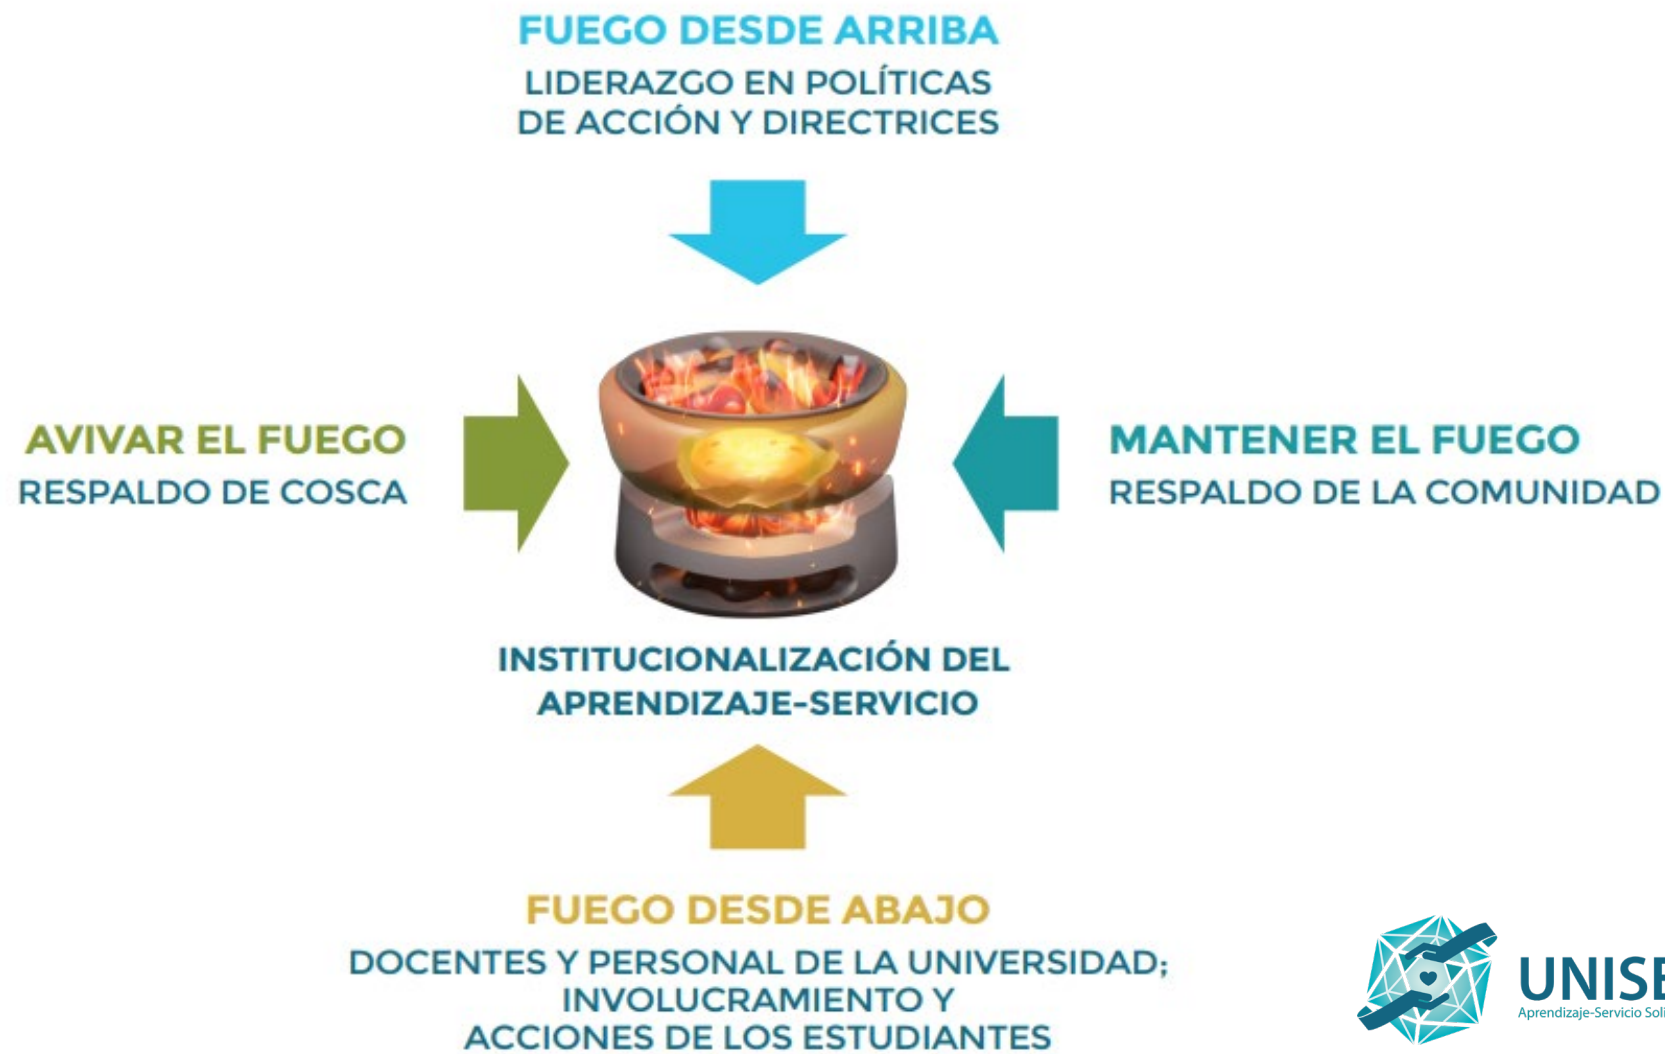 FUEGO DESDE ARRIBA
LIDERAZGO EN POLÍTICAS
DE ACCIÓN Y DIRECTRICES
AVIVAR EL FUEGO
RESPALDO DE COSCA
MANTENER EL FUEGO
RESPALDO DE LA COMUNIDAD
INSTITUCIONALIZACIÓN DEL
APRENDIZAJE-SERVICIO
FUEGO DESDE ABAJO
DOCENTES Y PERSONAL DE LA UNIVERSIDAD;
INVOLUCRAMIENTO Y
ACCIONES DE LOS ESTUDIANTES
Aprendizaje-Servicio